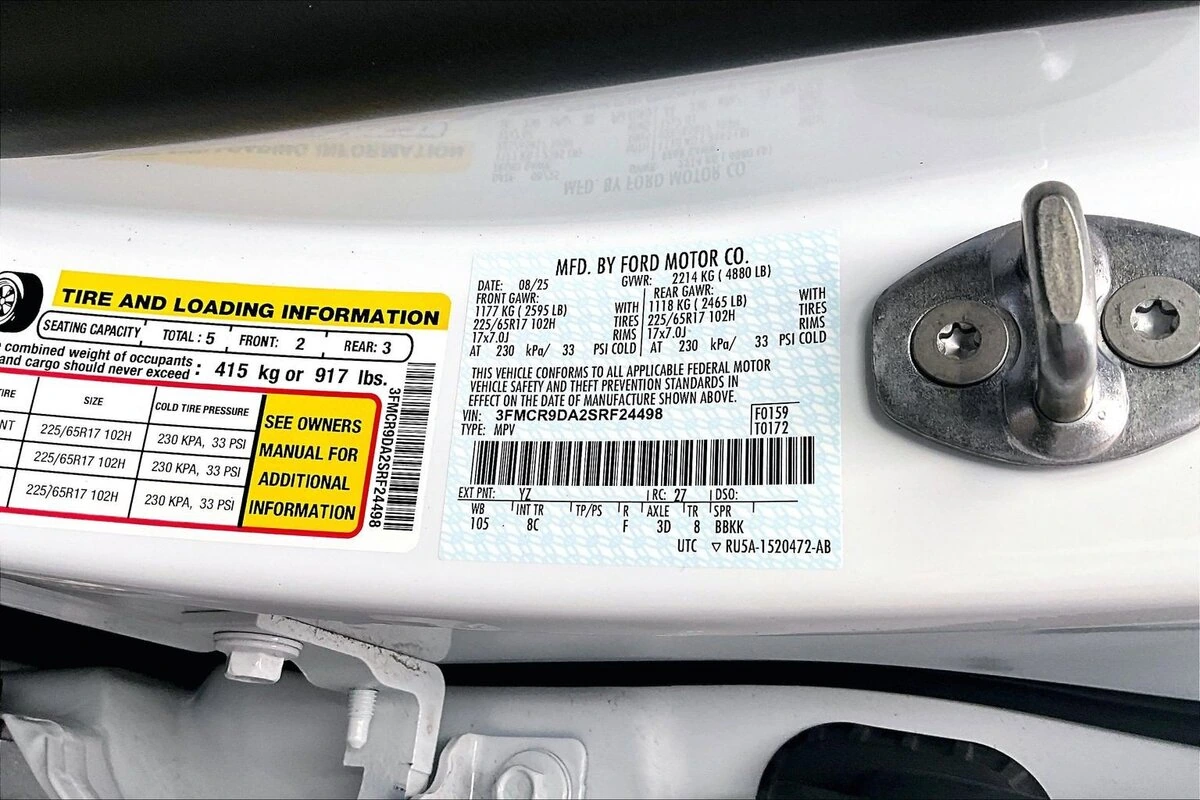 TIRE AND LOADING INFORMATION
SEATING CAPACITY TOTAL : 5 FRONT: 2 REAR: 3
combined weight of occupants
and cargo should never exceed : 415 kg or 917 lbs.
SIZE COLD TIRE PRESSURE
225/65R17 102H 230 KPA, 33 PSI
225/65R17 102H 230 KPA, 33 PSI
225/65R17 102H 230 KPA, 33 PSI
SEE OWNERS
MANUAL FOR
ADDITIONAL
INFORMATION
3FMCR9DA2SRF24498
MFD. BY FORD MOTOR CO.
DATE: 08/25 GVWR: 2214 KG ( 4880 LB)
FRONT GAWR: REAR GAWR:
1177 KG ( 2595 LB) WITH 1118 KG ( 2465 LB) WITH
225/65R17 102H TIRES 225/65R17 102H TIRES
17x7.0J RIMS 17x7.0J RIMS
AT 230 kPa/ 33 PSI COLD AT 230 kPa/ 33 PSI COLD
THIS VEHICLE CONFORMS TO ALL APPLICABLE FEDERAL MOTOR
VEHICLE SAFETY AND THEFT PREVENTION STANDARDS IN
EFFECT ON THE DATE OF MANUFACTURE SHOWN ABOVE.
VIN: 3FMCR9DA2SRF24498 F0159
TYPE: MPV T0172
EXT PNT: YZ RC: 27 DSO:
WB INT TR TP/PS R AXLE TR SPR
105 8C F 3D 8 BBKK
UTC ▽ RU5A-1520472-AB